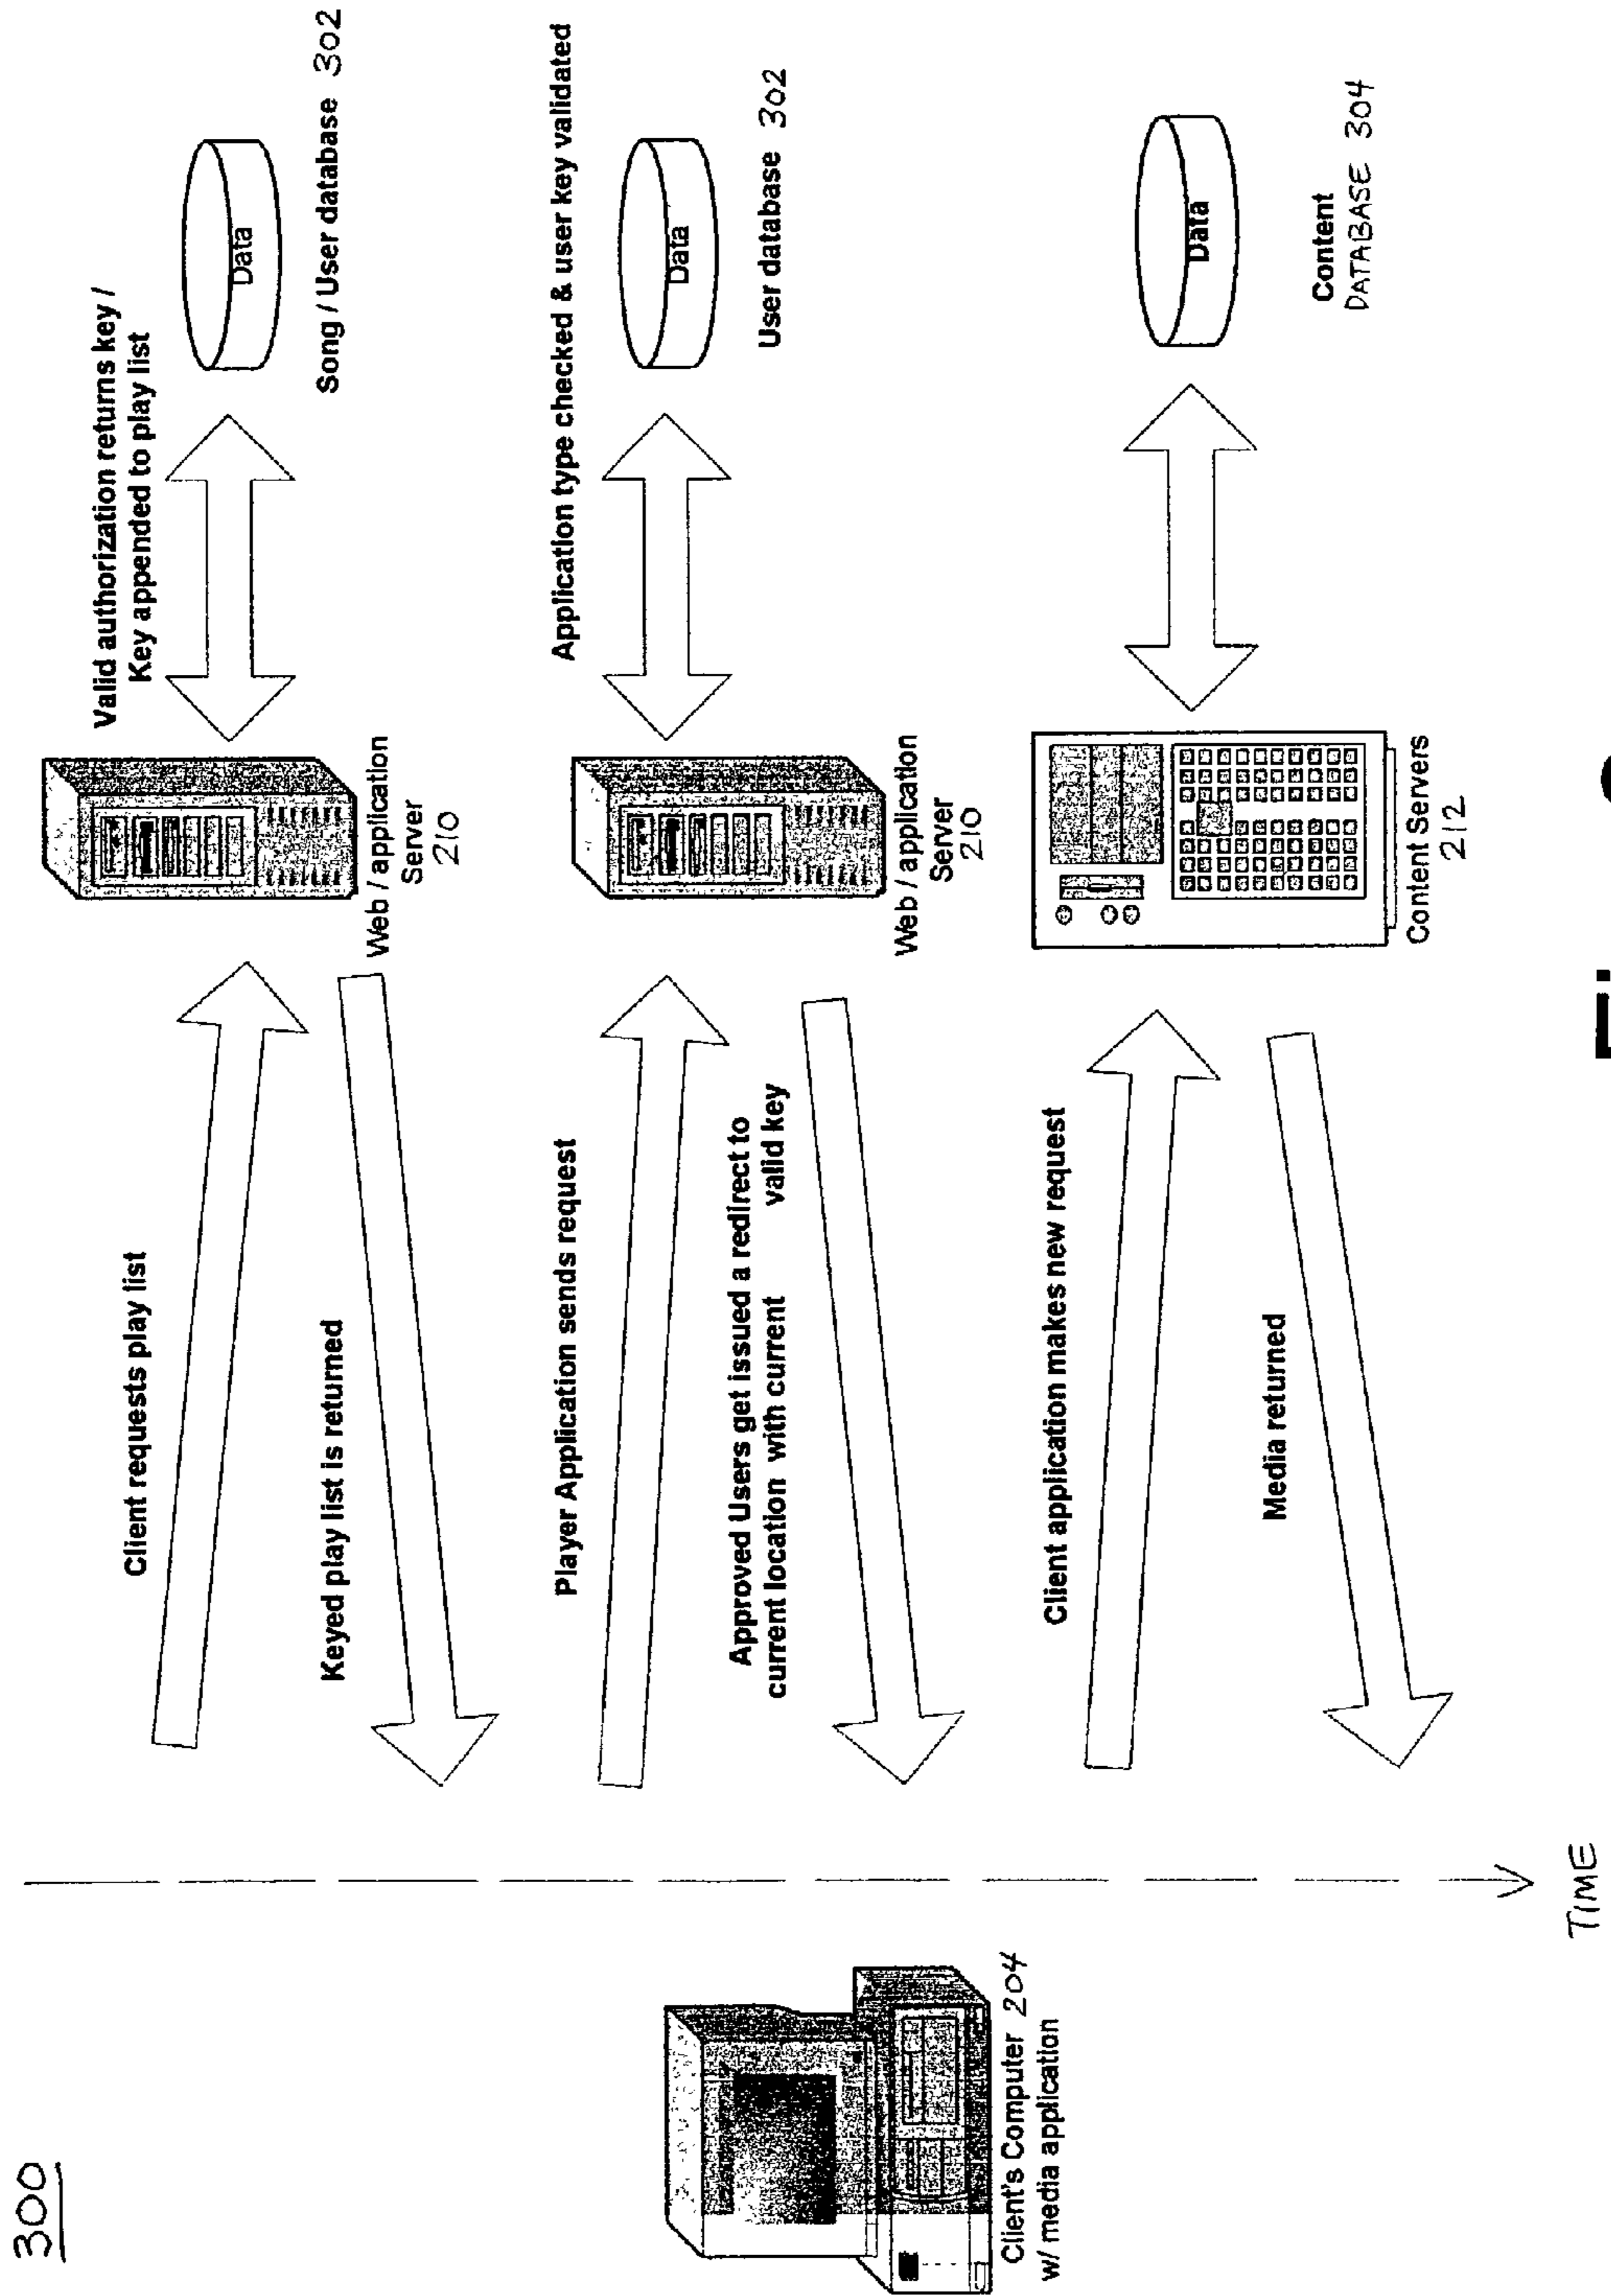 300
Client's Computer 204
w/ media application
TIME
Client requests play list
Keyed play list is returned
Web / application
Server
210
Valid authorization returns key /
Key appended to play list
Data
Song / User database 302
Player Application sends request
Approved Users get issued a redirect to
current location with current valid key
Web / application
Server
210
Application type checked & user key validated
Data
User database 302
Client application makes new request
Media returned
Content Servers
212
Data
Content
DATABASE 304